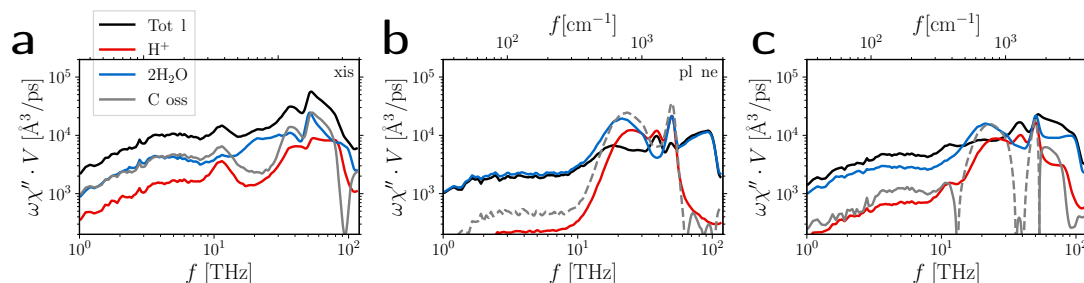 a
Tot l
H⁺
2H₂O
C oss
xis
ωχ″ · V [Å³/ps]
10⁵
10⁴
10³
10⁰
10¹
10²
f [THz]
b
f[cm⁻¹]
10²
10³
pl ne
ωχ″ · V [Å³/ps]
10⁵
10⁴
10³
10⁰
10¹
10²
f [THz]
c
f[cm⁻¹]
10²
10³
ωχ″ · V [Å³/ps]
10⁵
10⁴
10³
10⁰
10¹
10²
f [THz]